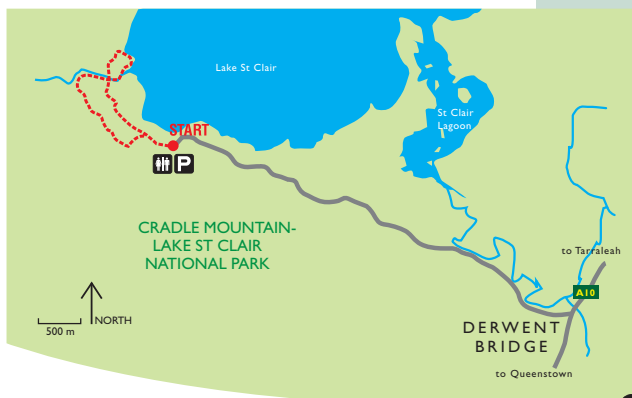 Lake St Clair
St Clair
Lagoon
START
P
CRADLE MOUNTAIN-
LAKE ST CLAIR
NATIONAL PARK
to Tarraleah
A10
NORTH
500 m
DERWENT
BRIDGE
to Queenstown